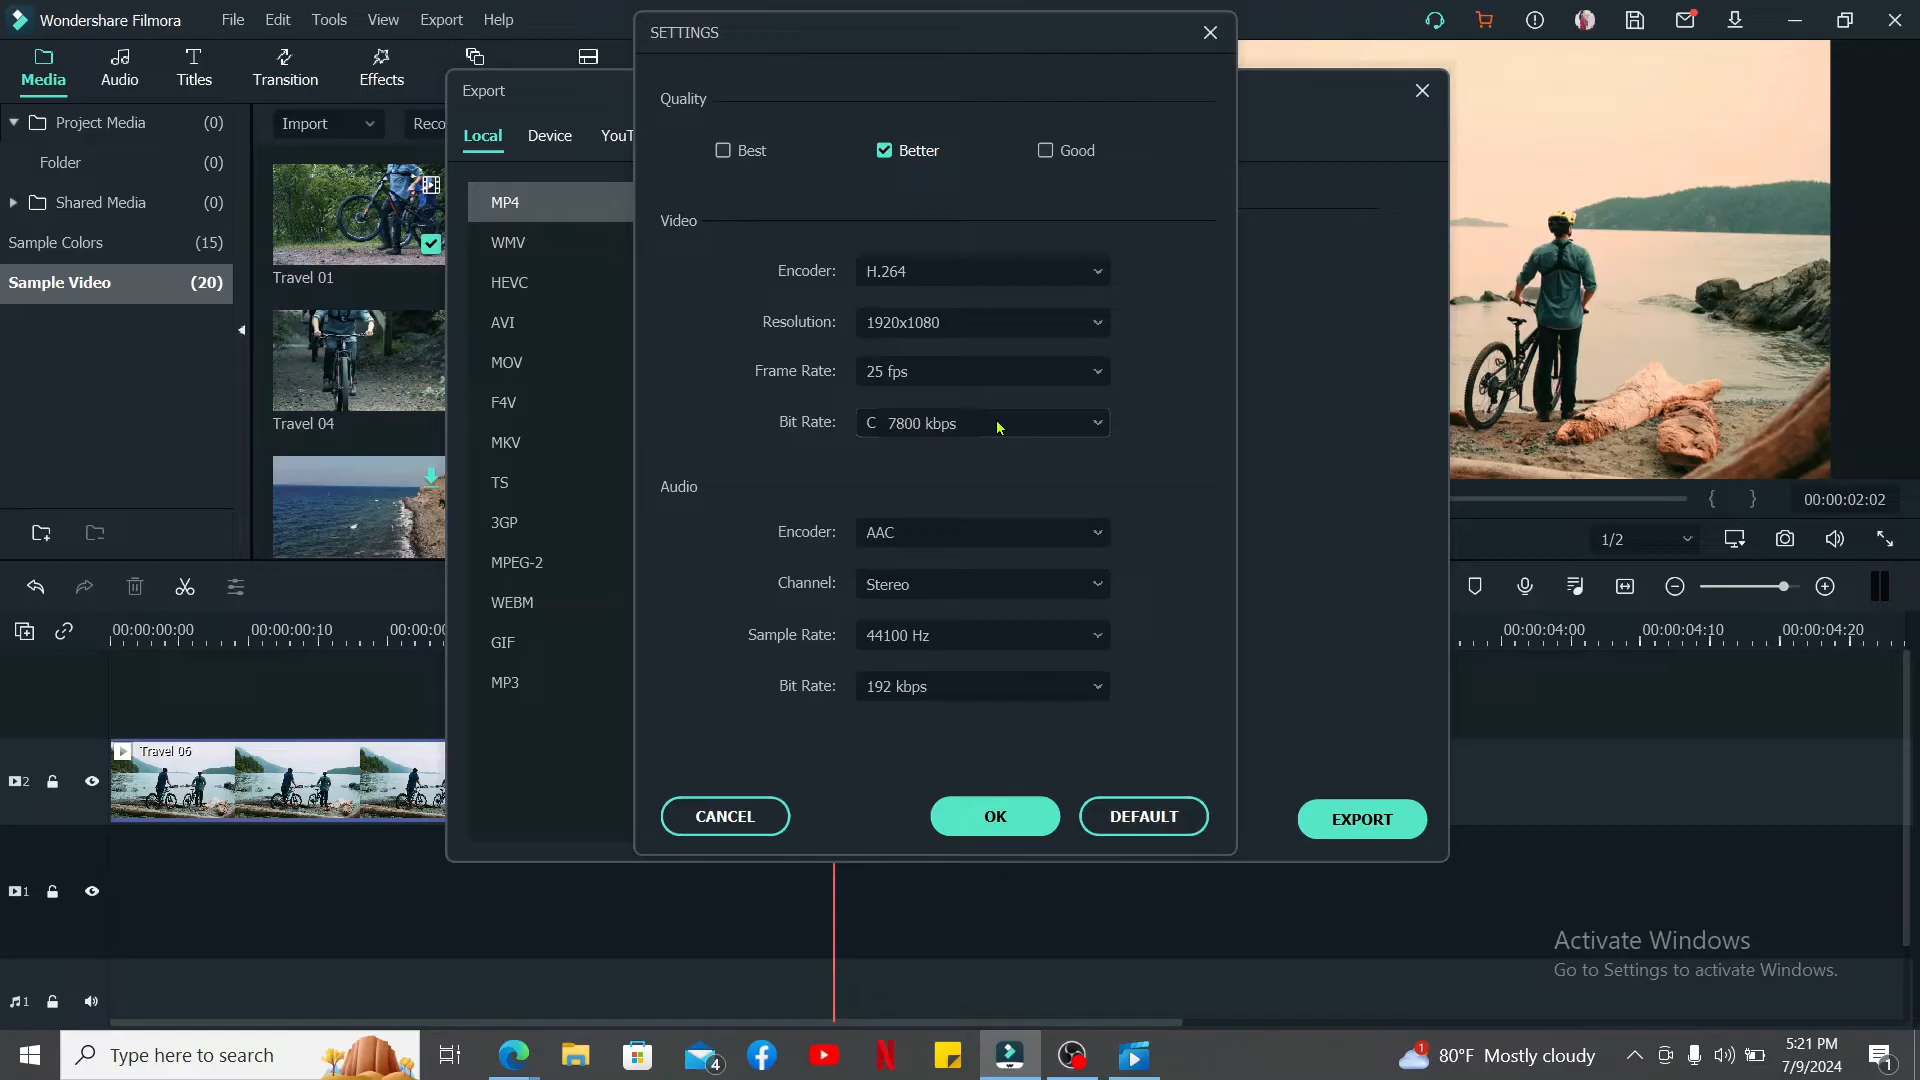 Wondershare Filmora
File Edit Tools View Export Help
Media
Audio
Titles
Transition
Effects
Project Media (0)
Folder (0)
Shared Media (0)
Sample Colors (15)
Sample Video (20)
Import
Reco
Travel 01
Travel 04
Export
Local
Device
YouT
MP4
WMV
HEVC
AVI
MOV
F4V
MKV
TS
3GP
MPEG-2
WEBM
GIF
MP3
SETTINGS
Quality
Best
Better
Good
Video
Encoder: H.264
Resolution: 1920x1080
Frame Rate: 25 fps
Bit Rate: C 7800 kbps
Audio
Encoder: AAC
Channel: Stereo
Sample Rate: 44100 Hz
Bit Rate: 192 kbps
CANCEL
OK
DEFAULT
EXPORT
{ } 00:00:02:02
1/2
00:00:00:00
00:00:00:10
00:00:0
00:00:04:00
00:00:04:10
00:00:04:20
Travel 06
2
1
1
Activate Windows
Go to Settings to activate Windows.
Type here to search
4
1
80°F Mostly cloudy
5:21 PM
7/9/2024
1